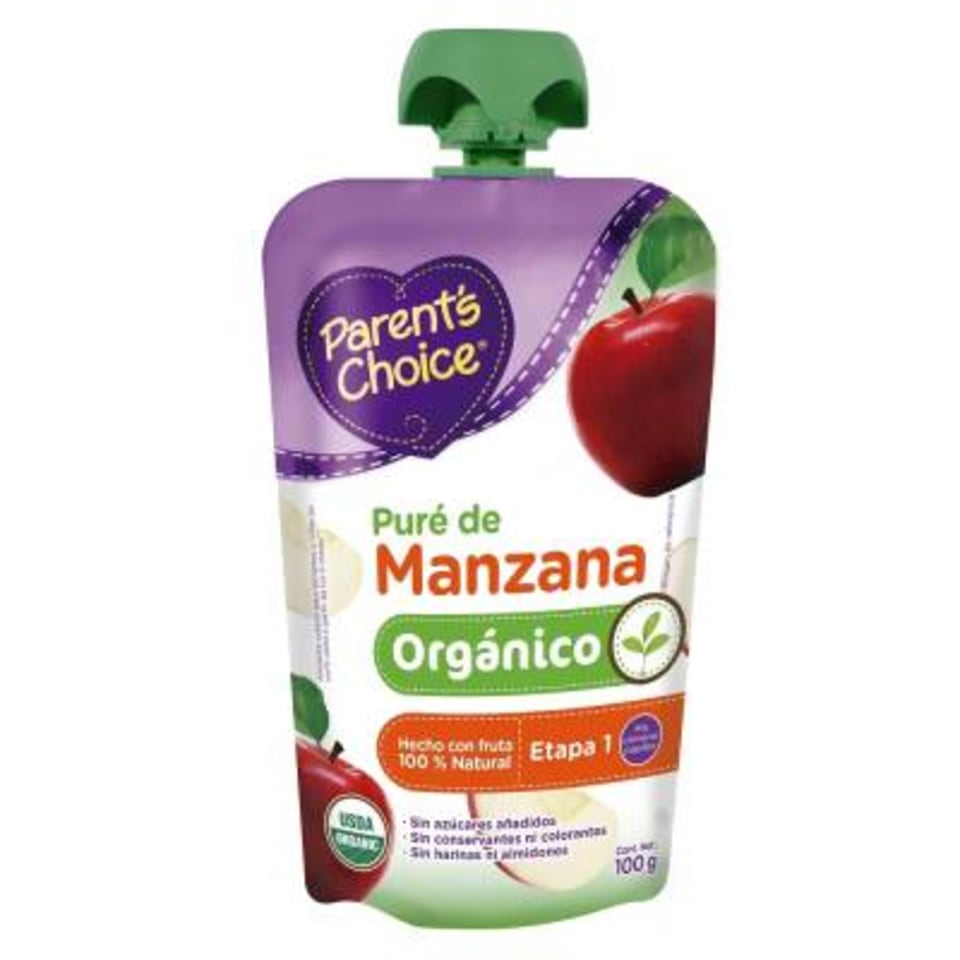 Parent's
Choice®
Puré de
Manzana
Orgánico
Hecho con fruta
100 % Natural
Etapa 1
USDA
ORGANIC
· Sin azúcares añadidos
· Sin conservantes ni colorantes
· Sin harinas ni almidones
Cont. Net.
100 g